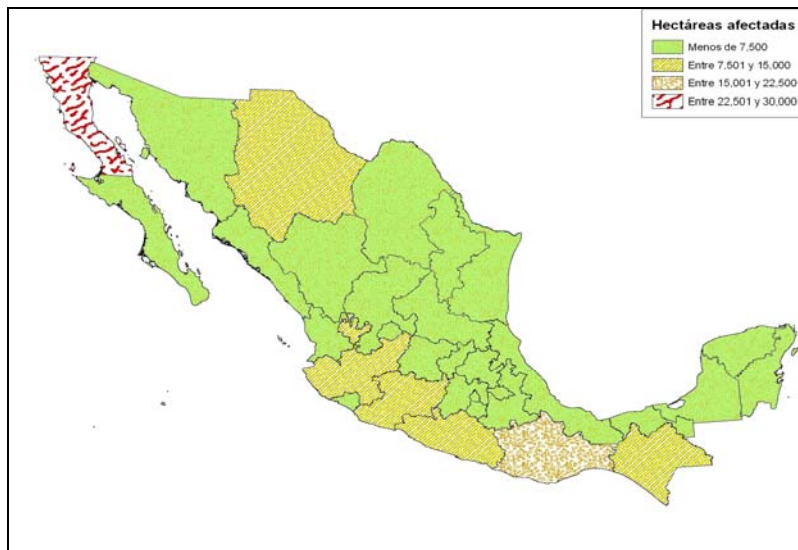 Hectáreas afectadas
Menos de 7,500
Entre 7,501 y 15,000
Entre 15,001 y 22,500
Entre 22,501 y 30,000